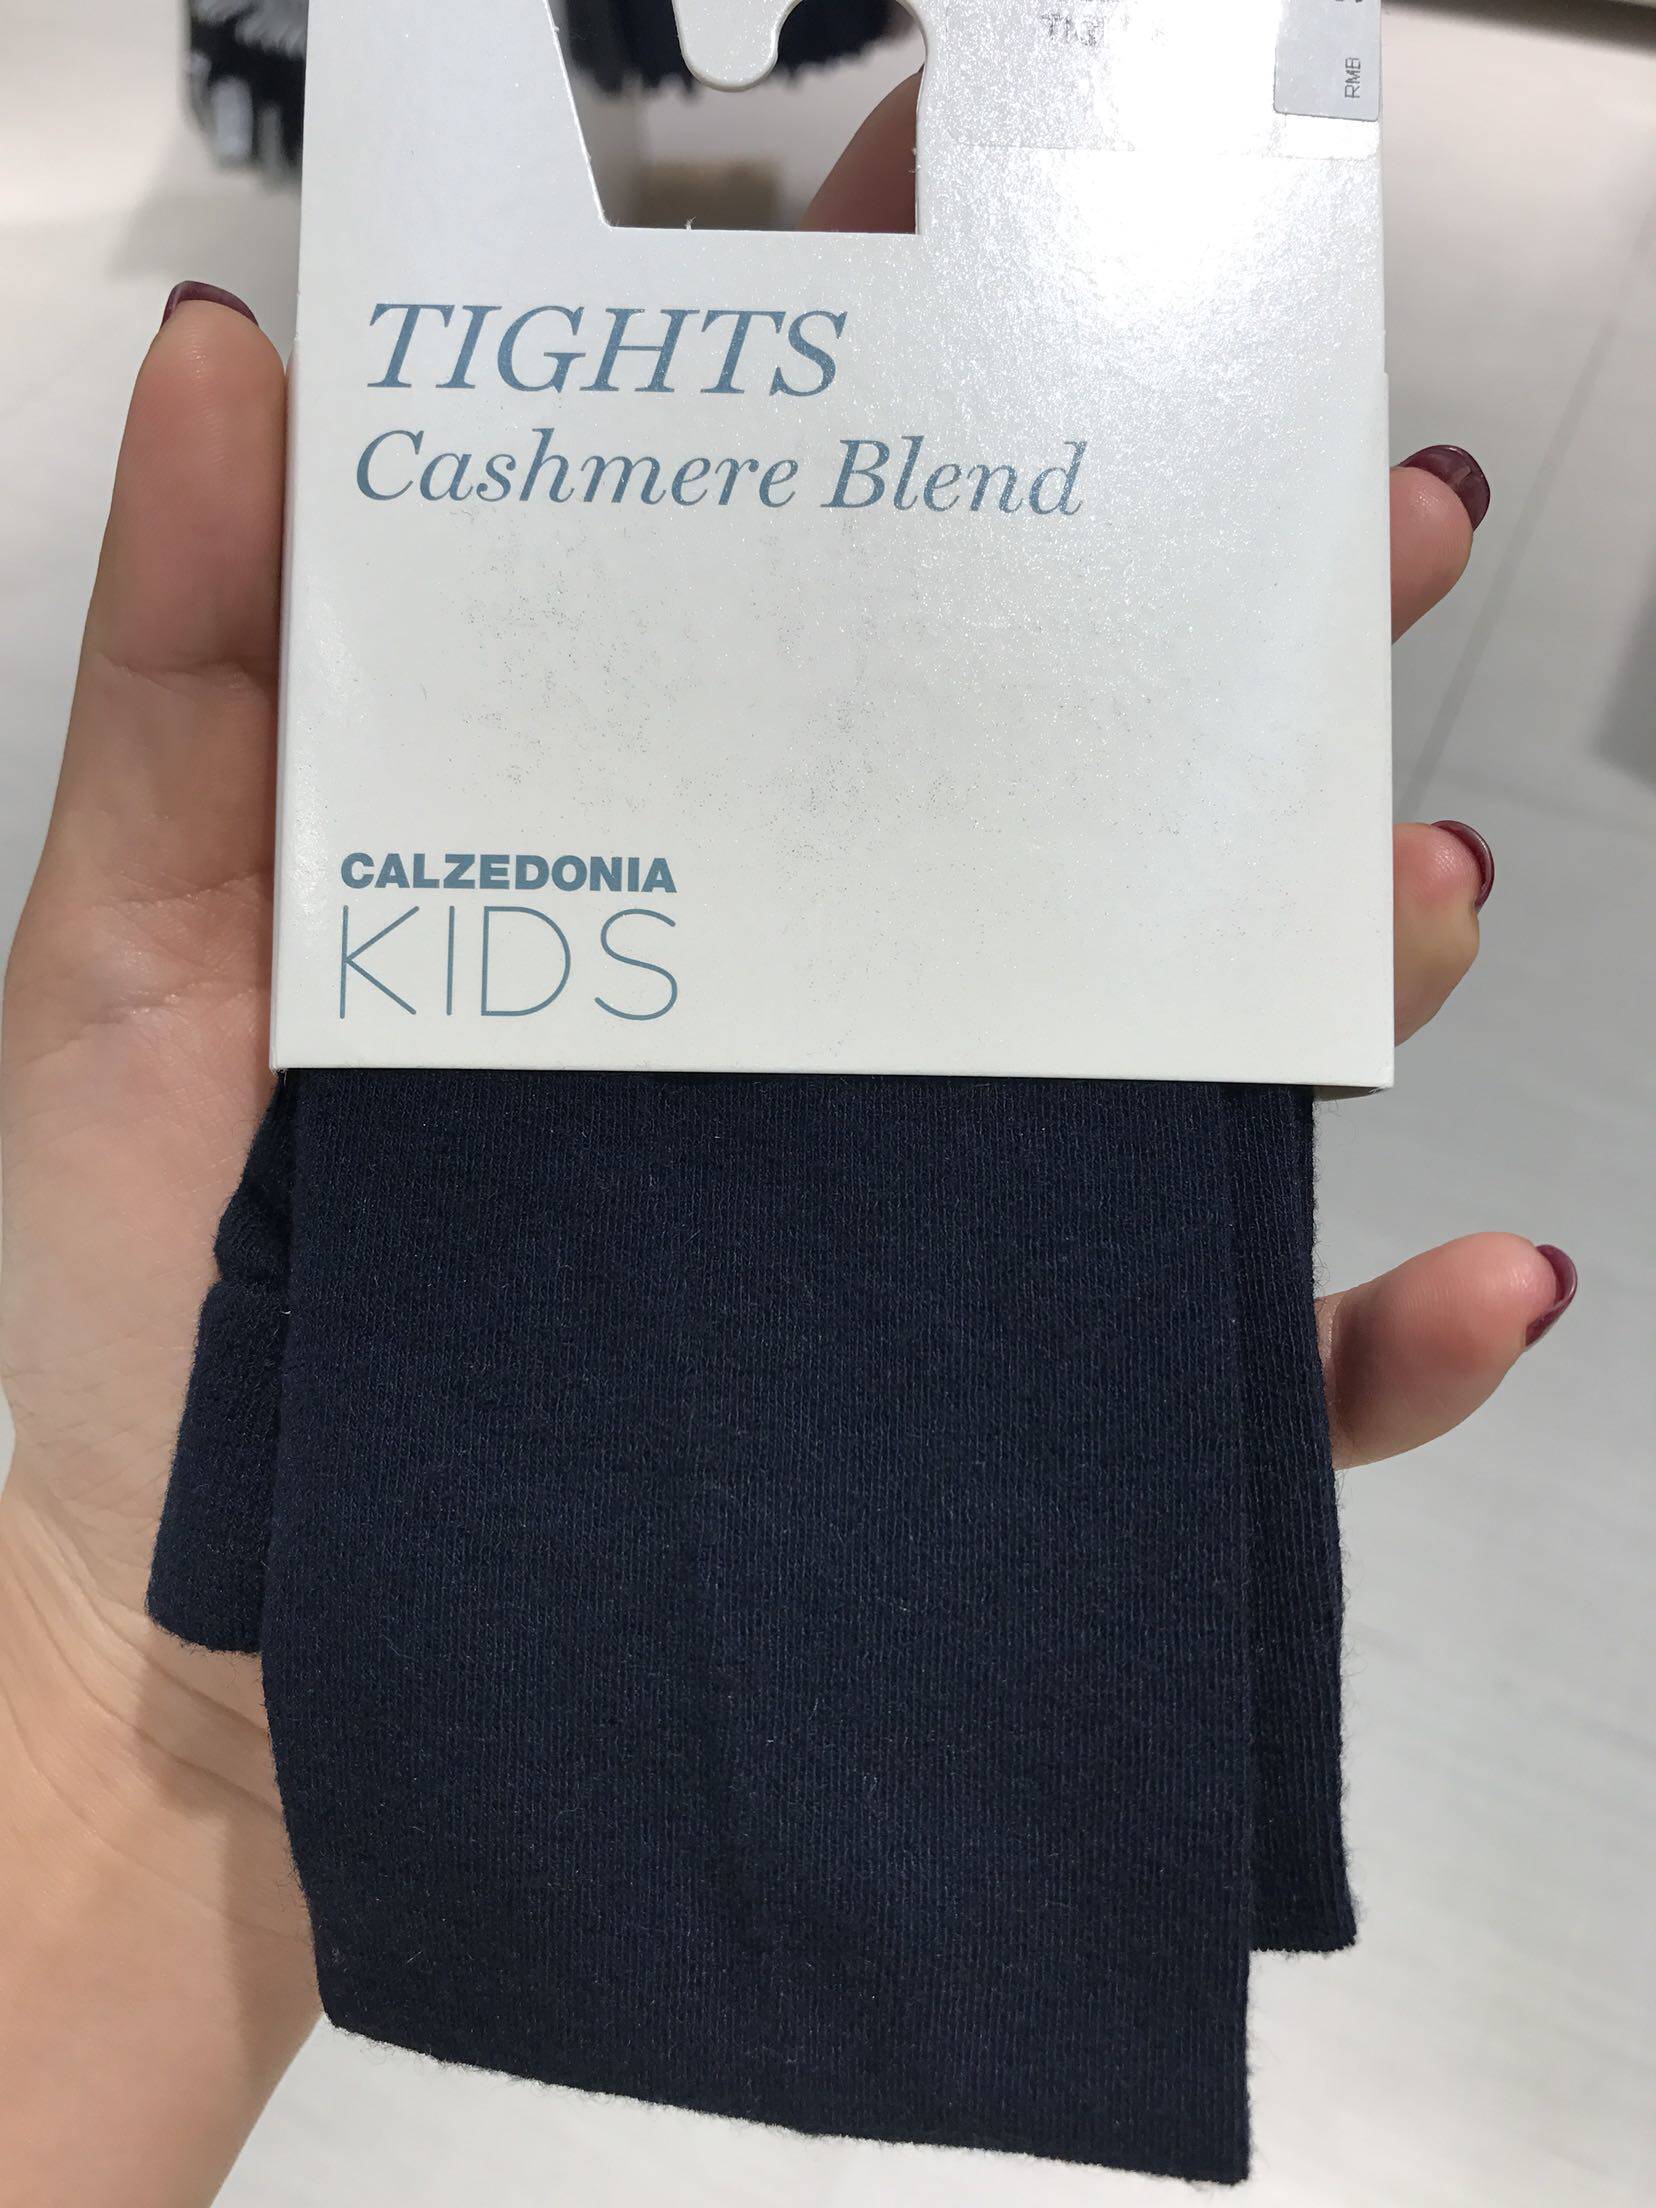 RMB
TIGHTS
Cashmere Blend
CALZEDONIA
KIDS